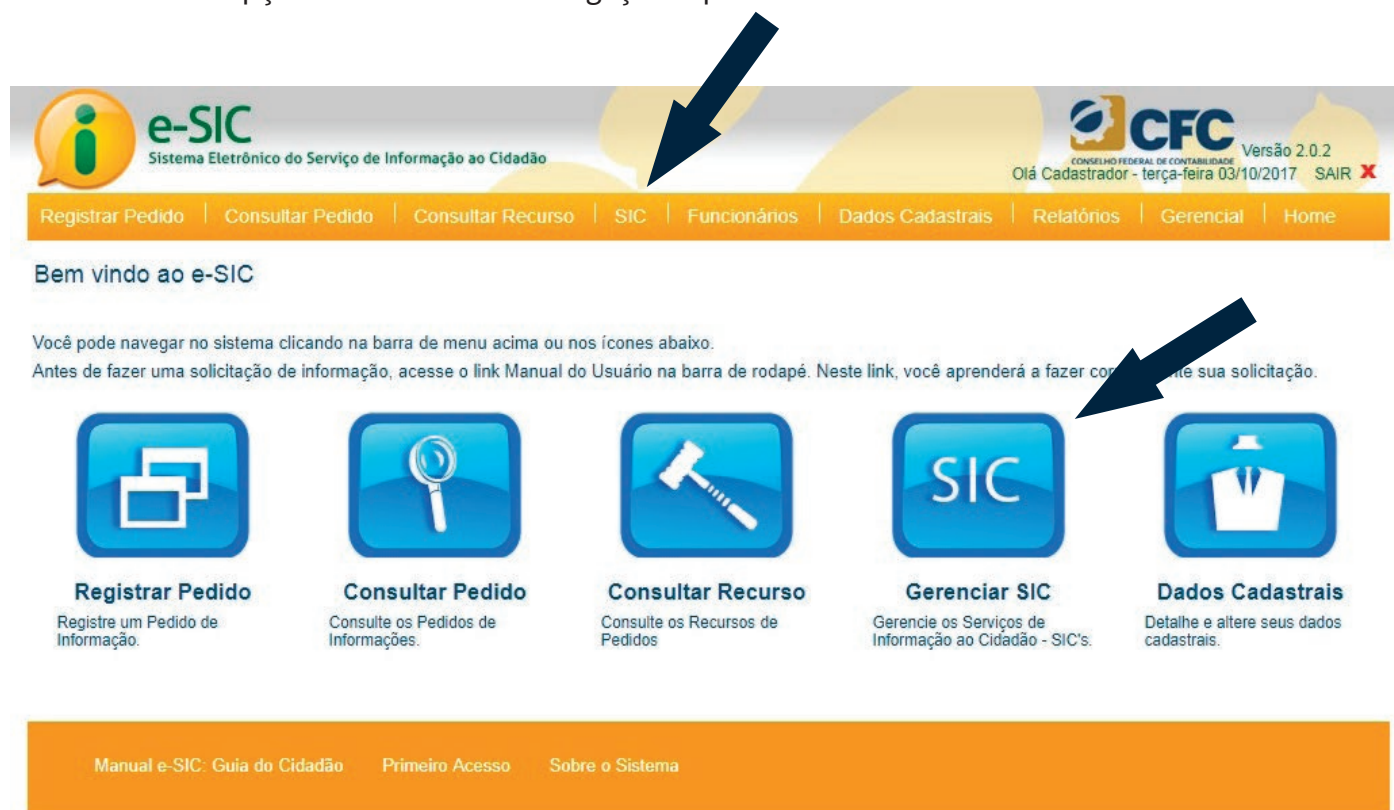 e-SIC
Sistema Eletrônico do Serviço de Informação ao Cidadão
CFC
CONSELHO FEDERAL DE CONTABILIDADE
Versão 2.0.2
Olá Cadastrador - terça-feira 03/10/2017 SAIR X
Registrar Pedido | Consultar Pedido | Consultar Recurso | SIC | Funcionários | Dados Cadastrais | Relatórios | Gerencial | Home
Bem vindo ao e-SIC
Você pode navegar no sistema clicando na barra de menu acima ou nos ícones abaixo.
Antes de fazer uma solicitação de informação, acesse o link Manual do Usuário na barra de rodapé. Neste link, você aprenderá a fazer sua solicitação.
SIC
Registrar Pedido
Registre um Pedido de
Informação.
Consultar Pedido
Consulte os Pedidos de
Informações.
Consultar Recurso
Consulte os Recursos de
Pedidos
Gerenciar SIC
Gerencie os Serviços de
Informação ao Cidadão - SIC's.
Dados Cadastrais
Detalhe e altere seus dados
cadastrais.
Manual e-SIC: Guia do Cidadão Primeiro Acesso Sobre o Sistema